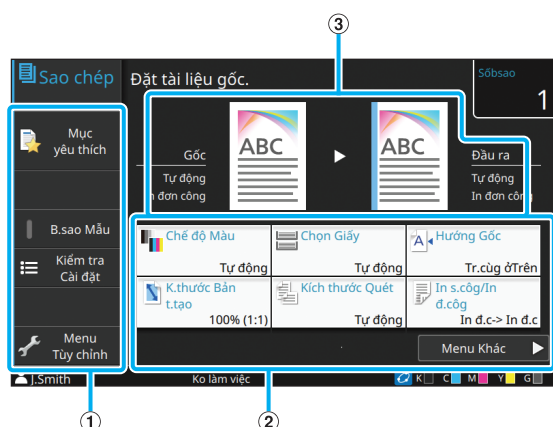 ③
Sao chép
Đặt tài liệu gốc.
Sốbsao
1
Mục
yêu thích
B.sao Mẫu
Kiểm tra
Cài đặt
Menu
Tùy chỉnh
Gốc
Tự động
In đơn công
ABC
ABC
Đầu ra
Tự động
In đơn công
Chế độ Màu
Tự động
Chọn Giấy
Tự động
Hướng Gốc
Tr.cùg ởTrên
K.thước Bản
t.tạo
100% (1:1)
Kích thước Quét
Tự động
In s.côg/In
đ.côg
In đ.c-> In đ.c
Menu Khác
J.Smith
Ko làm việc
K C M Y G
① ②